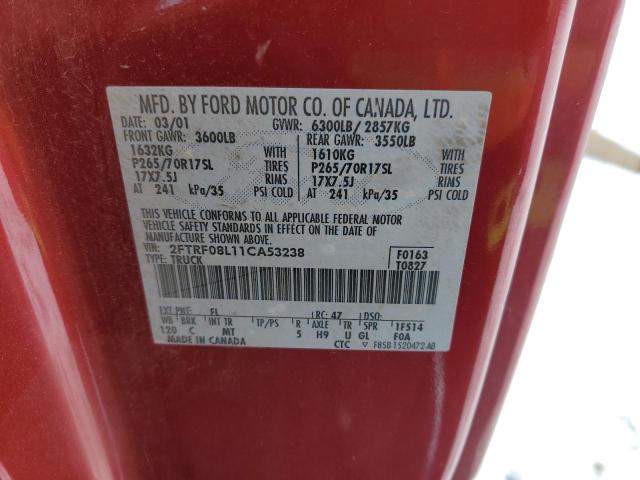 MFD. BY FORD MOTOR CO. OF CANADA, LTD.
DATE: 03/01 GVWR: 6300LB/ 2857KG
FRONT GAWR: 3600LB REAR GAWR: 3550LB
1632KG WITH 1610KG WITH
P265/70R17SL TIRES P265/70R17SL TIRES
17X7.5J RIMS 17X7.5J RIMS
AT 241 kPa/35 PSI COLD AT 241 kPa/35 PSI COLD
THIS VEHICLE CONFORMS TO ALL APPLICABLE FEDERAL MOTOR
VEHICLE SAFETY STANDARDS IN EFFECT ON THE DATE OF
MANUFACTURE SHOWN ABOVE.
VIN: 2FTRF08L11CA53238 F0163
TYPE: TRUCK T0827
EXT PNT: FL RC: 47 DSO:
WB BRK INT TR TP/PS R AXLE TR SPR 1F514
120 C MT 5 H9 U GL F0A
MADE IN CANADA CTC ▽ F85B-1520472-AB